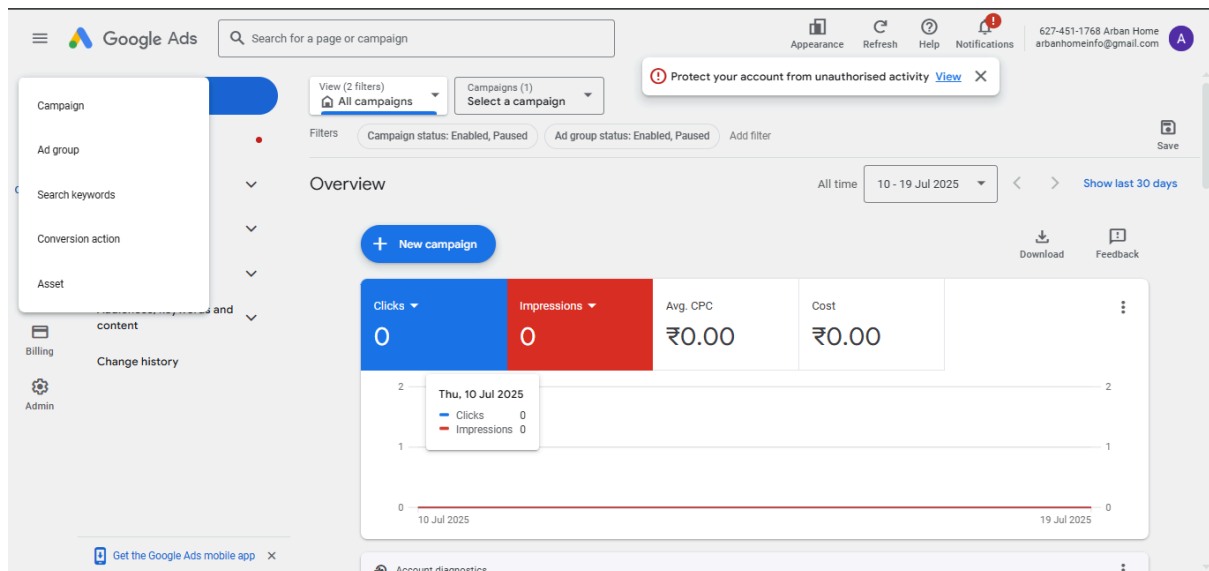 Google Ads
Search for a page or campaign
Appearance
Refresh
Help
Notifications
627-451-1768 Arban Home
arbanhomeinfo@gmail.com
A
Protect your account from unauthorised activity View
Campaign
Ad group
Search keywords
Conversion action
Asset
content
Billing
Change history
Admin
Get the Google Ads mobile app
View (2 filters)
All campaigns
Campaigns (1)
Select a campaign
Filters
Campaign status: Enabled, Paused
Ad group status: Enabled, Paused
Add filter
Save
Overview
All time
10 - 19 Jul 2025
Show last 30 days
New campaign
Download
Feedback
Clicks
0
Impressions
0
Avg. CPC
₹0.00
Cost
₹0.00
2
2
Thu, 10 Jul 2025
Clicks 0
Impressions 0
1
1
0
0
10 Jul 2025
19 Jul 2025
Account diagnostics